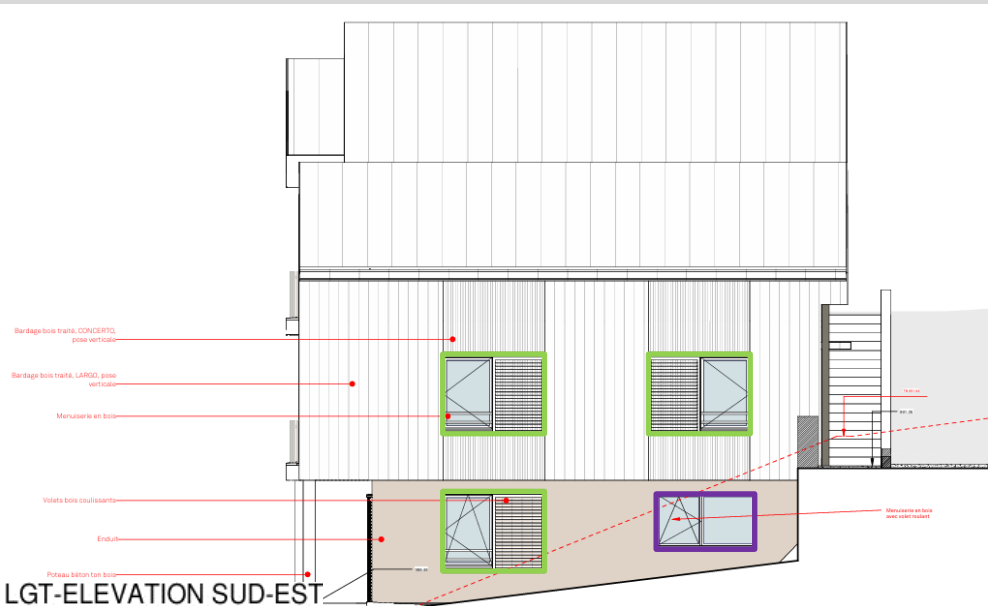 Bardage bois traité, CONCERTO,
pose verticale
Bardage bois traité, LARGO, pose
verticale
Menuiserie en bois
Volets bois coulissants
Enduit
Poteau béton ton bois
Menuiserie en bois
avec volet roulant
LGT-ELEVATION SUD-EST